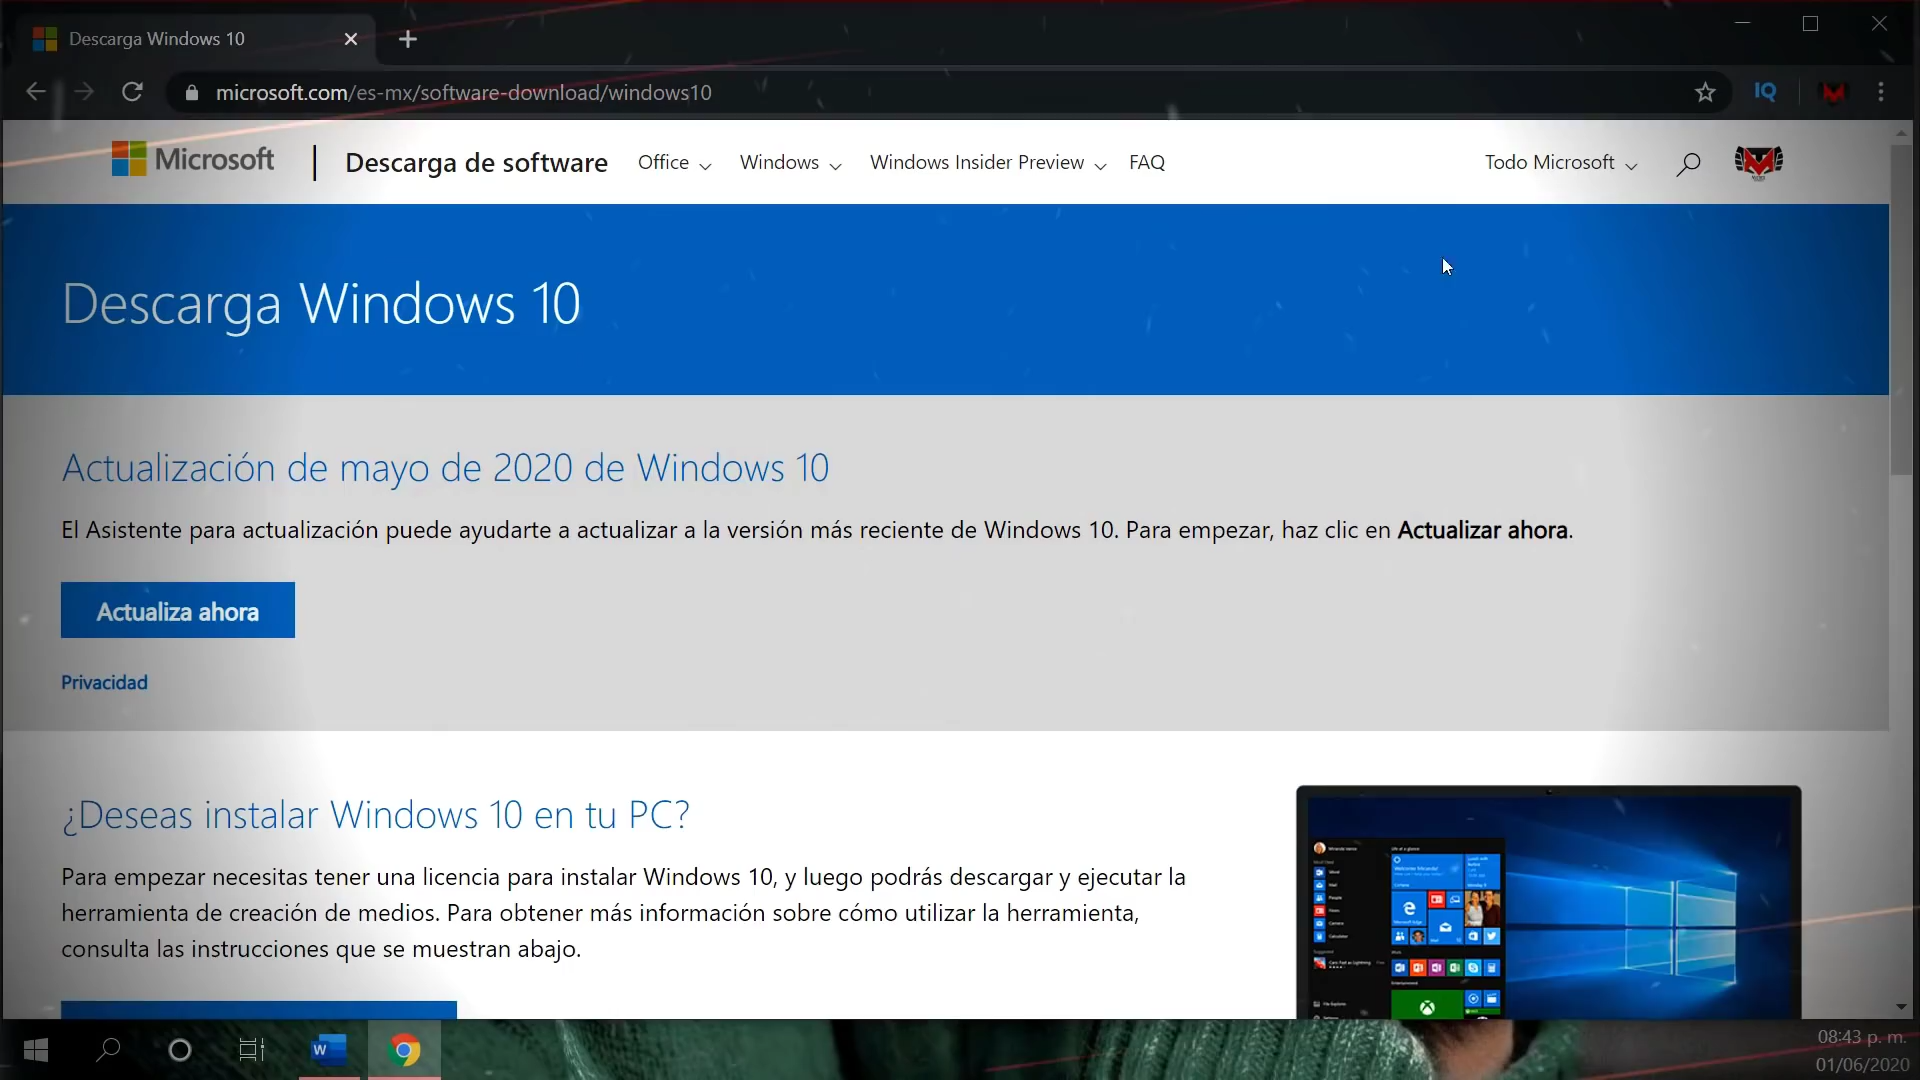 Descarga Windows 10
microsoft.com/es-mx/software-download/windows10
IQ
Microsoft
Descarga de software
Office
Windows
Windows Insider Preview
FAQ
Todo Microsoft
Descarga Windows 10
Actualización de mayo de 2020 de Windows 10
El Asistente para actualización puede ayudarte a actualizar a la versión más reciente de Windows 10. Para empezar, haz clic en Actualizar ahora.
Actualiza ahora
Privacidad
¿Deseas instalar Windows 10 en tu PC?
Para empezar necesitas tener una licencia para instalar Windows 10, y luego podrás descargar y ejecutar la
herramienta de creación de medios. Para obtener más información sobre cómo utilizar la herramienta,
consulta las instrucciones que se muestran abajo.
W
08:43 p. m.
01/06/2020